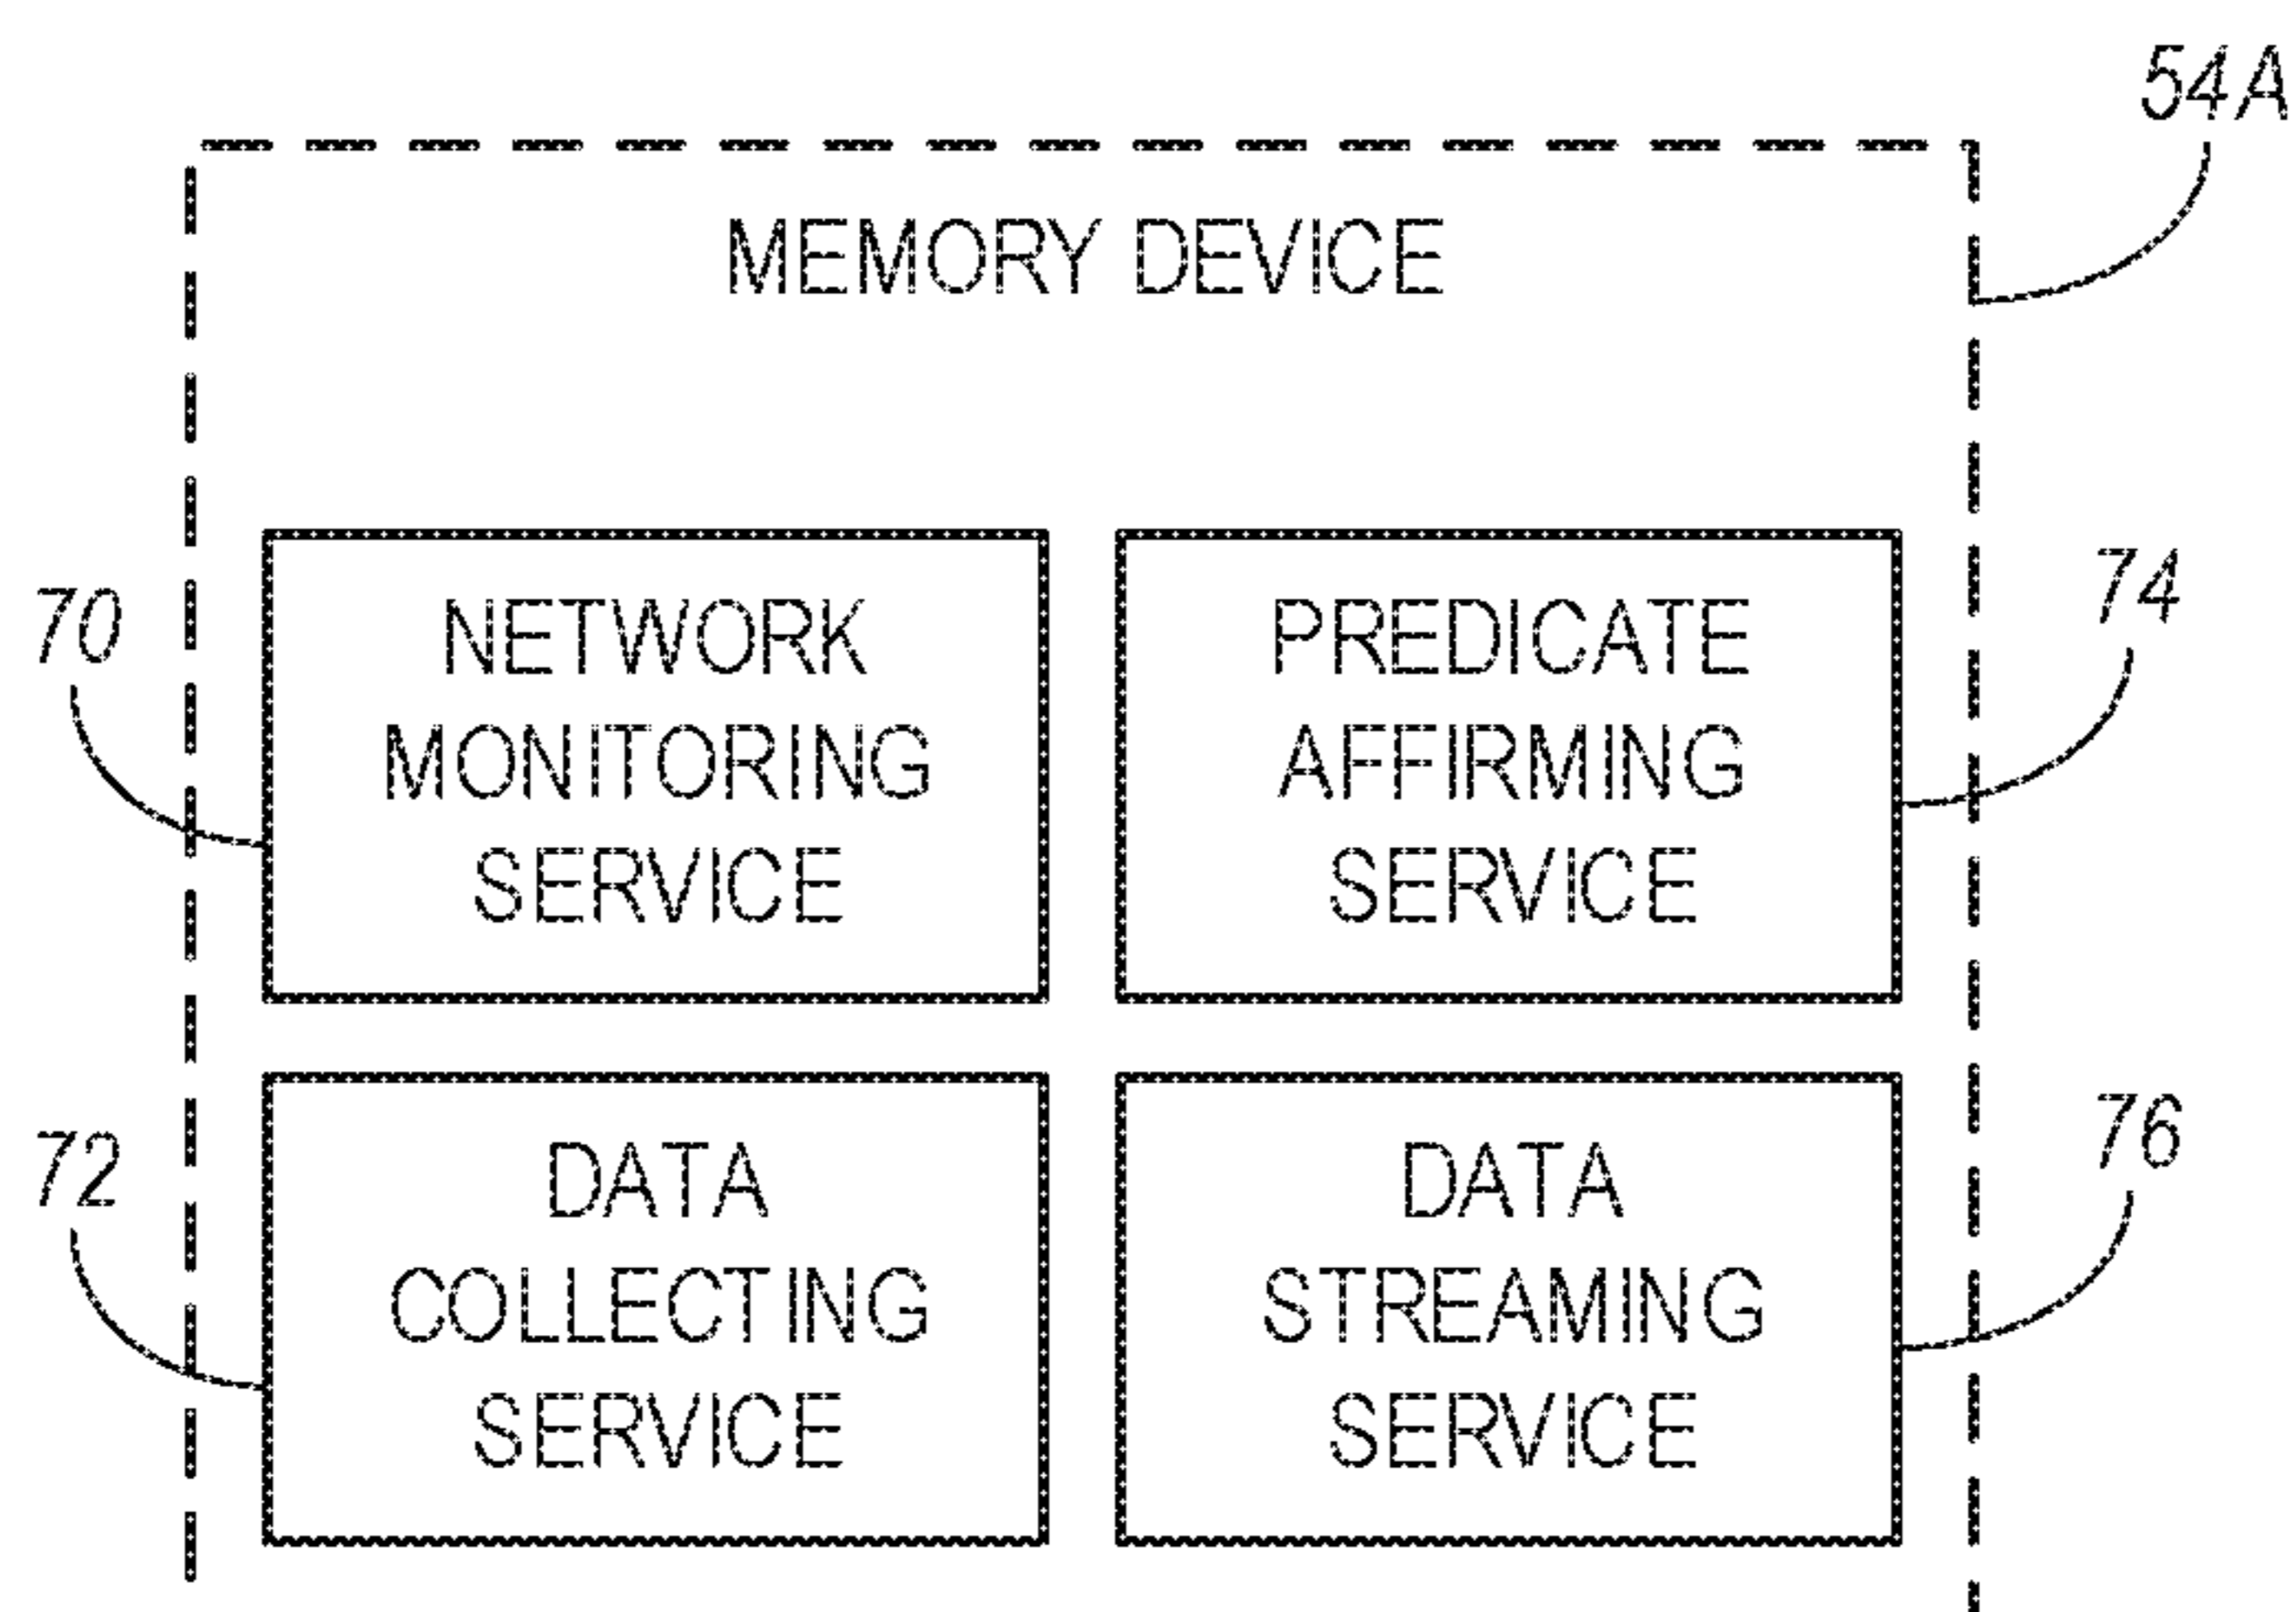 54A
MEMORY DEVICE
70
NETWORK
MONITORING
SERVICE
74
PREDICATE
AFFIRMING
SERVICE
72
DATA
COLLECTING
SERVICE
76
DATA
STREAMING
SERVICE